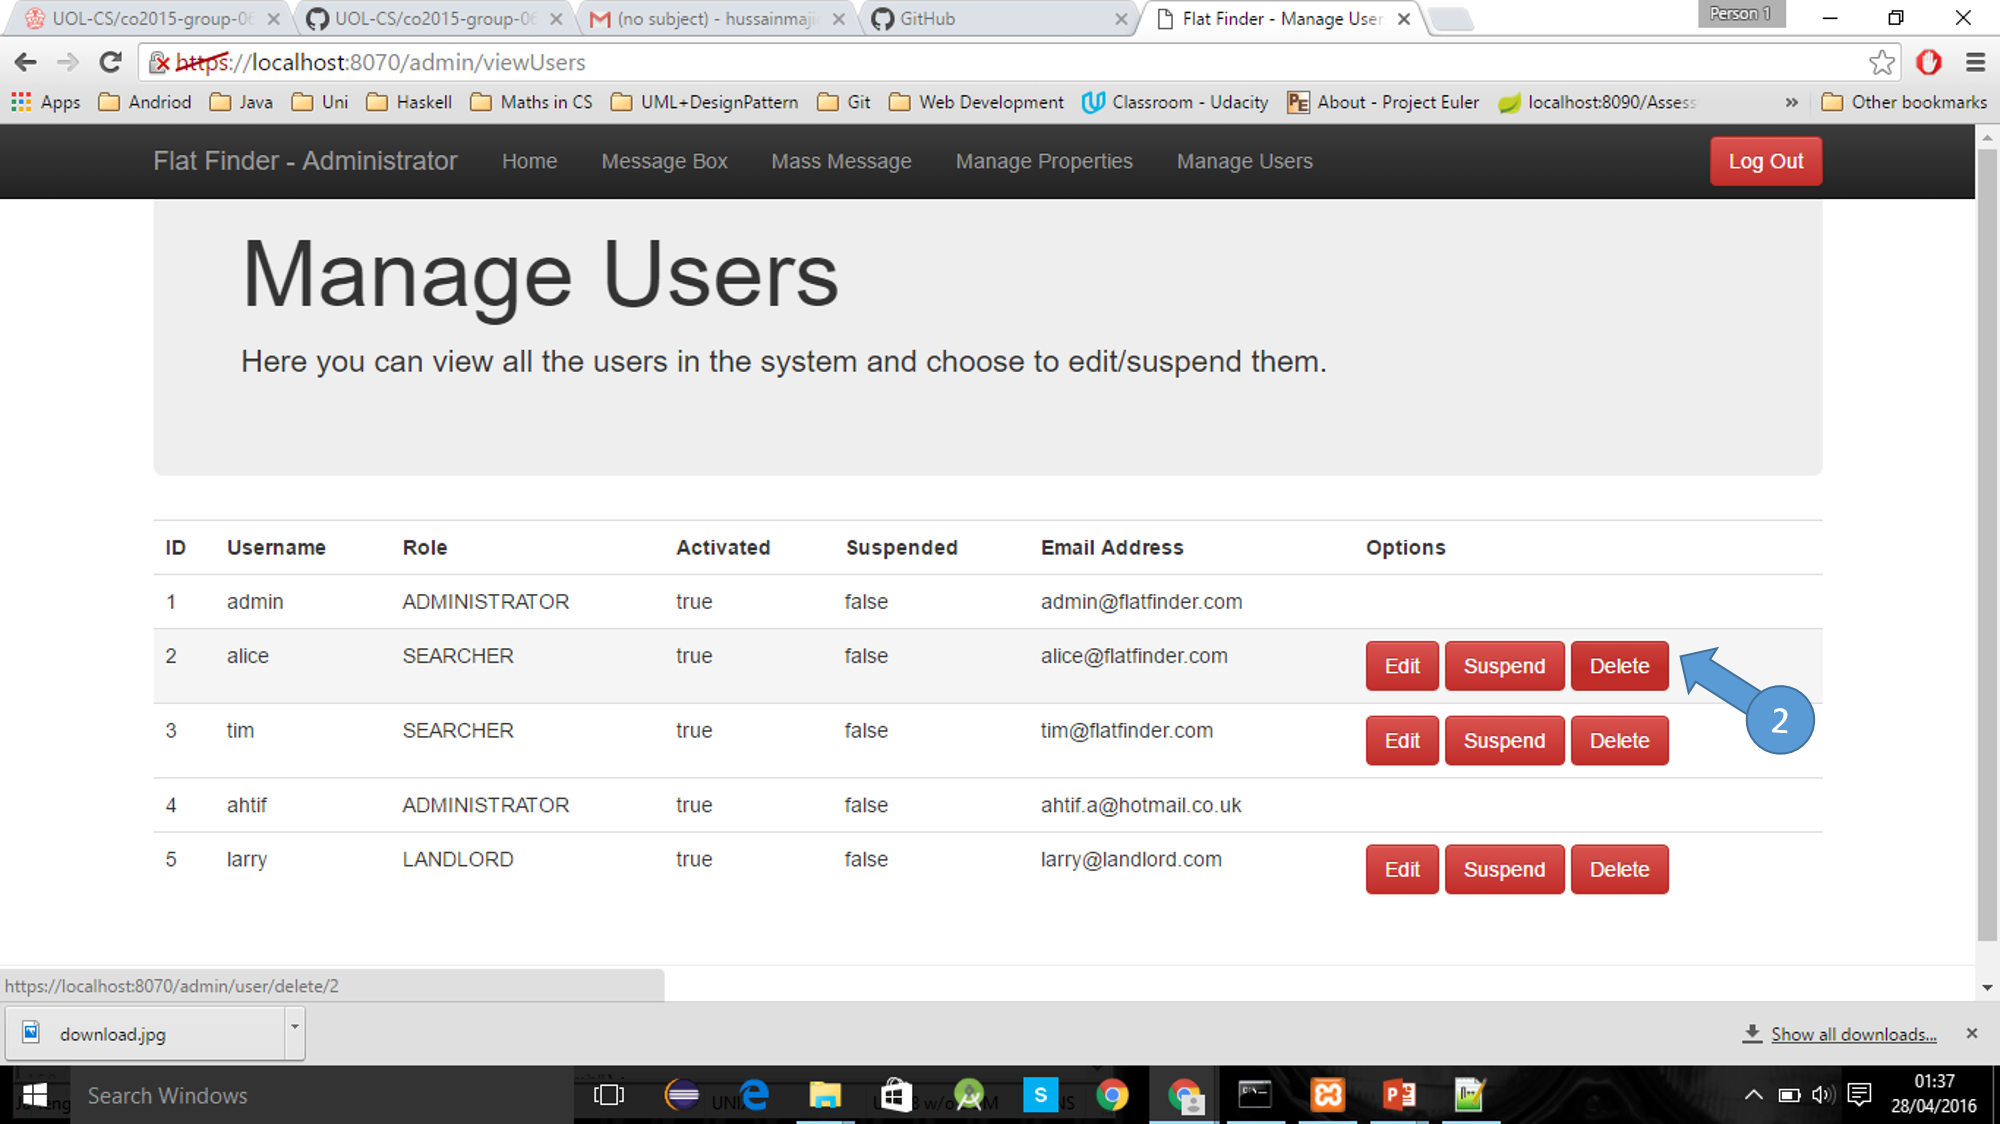 UOL-CS/co2015-group-06
UOL-CS/co2015-group-06
(no subject) - hussainmaji
GitHub
Flat Finder - Manage User
Person 1
https://localhost:8070/admin/viewUsers
Apps Andriod Java Uni Haskell Maths in CS UML+DesignPattern Git Web Development Classroom - Udacity About - Project Euler localhost:8090/Assess » Other bookmarks
Flat Finder - Administrator Home Message Box Mass Message Manage Properties Manage Users Log Out
Manage Users
Here you can view all the users in the system and choose to edit/suspend them.
ID Username Role Activated Suspended Email Address Options
1 admin ADMINISTRATOR true false admin@flatfinder.com
2 alice SEARCHER true false alice@flatfinder.com Edit Suspend Delete
2
3 tim SEARCHER true false tim@flatfinder.com Edit Suspend Delete
4 ahtif ADMINISTRATOR true false ahtif.a@hotmail.co.uk
5 larry LANDLORD true false larry@landlord.com Edit Suspend Delete
https://localhost:8070/admin/user/delete/2
download.jpg
Show all downloads...
Search Windows
01:37
28/04/2016